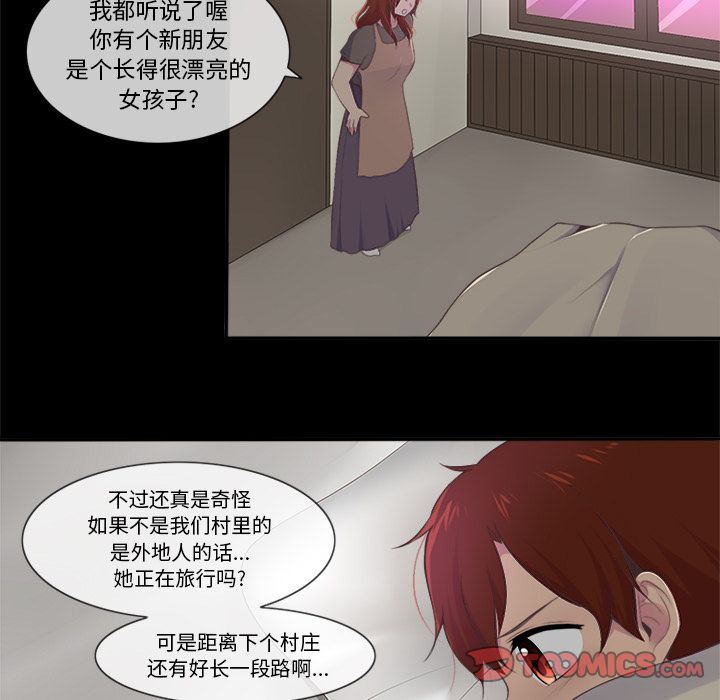 我都听说了喔
你有个新朋友
是个长得很漂亮的
女孩子?
不过还真是奇怪
如果不是我们村里的
是外地人的话...
她正在旅行吗?
可是距离下个村庄
还有好长一段路啊...
TOOMICS.COM